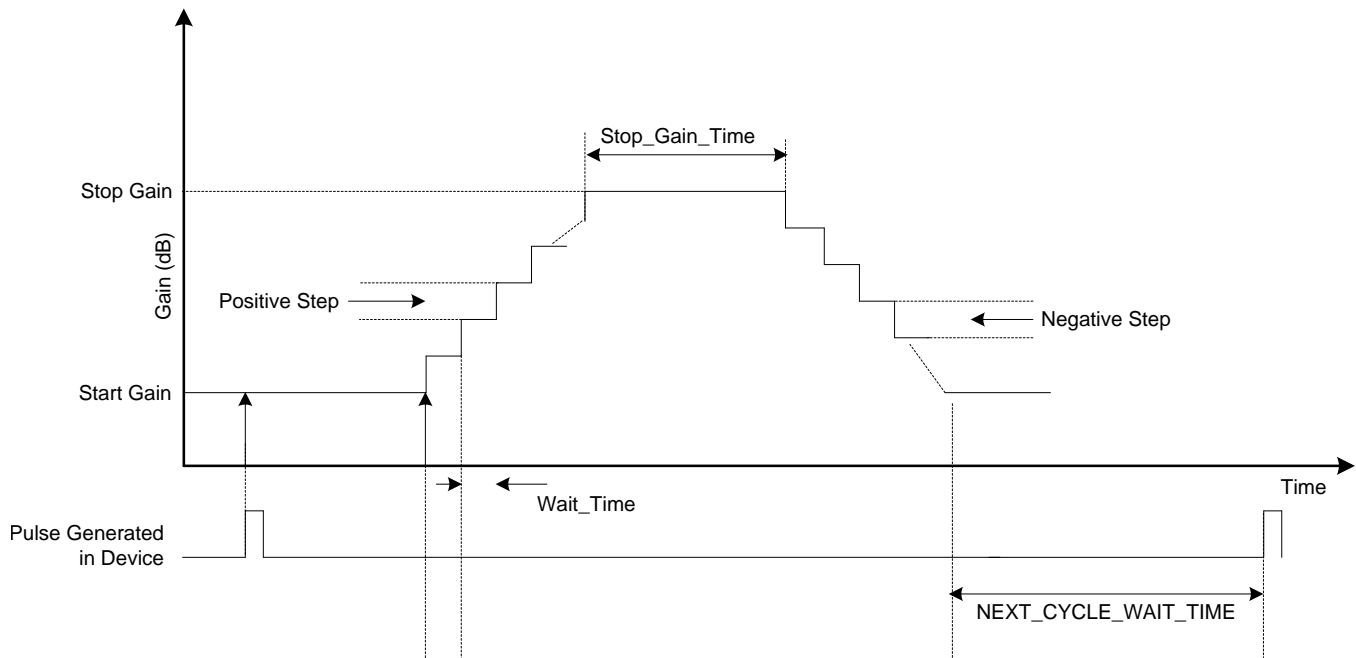 Stop_Gain_Time
Stop Gain
Gain (dB)
Positive Step
Negative Step
Start Gain
Time
Wait_Time
Pulse Generated
in Device
NEXT_CYCLE_WAIT_TIME